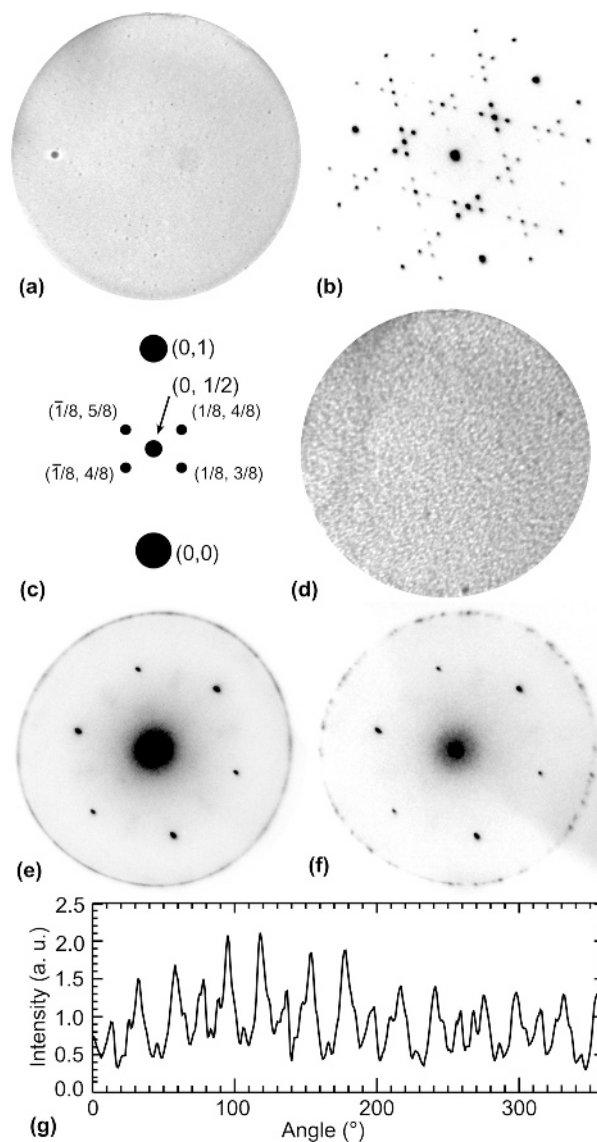 (a)
(b)
(0,1)
(0, 1/2)
(1̄/8, 5/8)
(1/8, 4/8)
(1̄/8, 4/8)
(1/8, 3/8)
(0,0)
(c)
(d)
(e)
(f)
2.5
2.0
1.5
1.0
0.5
0.0
Intensity (a. u.)
0
100
200
300
Angle (°)
(g)